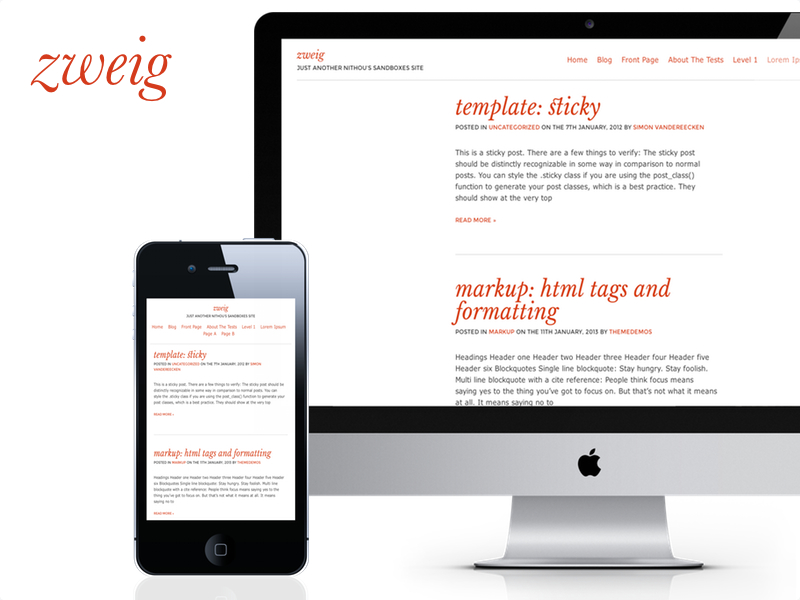 zweig
zweig
JUST ANOTHER NITHOU'S SANDBOXES SITE
Home Blog Front Page About The Tests Level 1 Lorem Ip
template: sticky
POSTED IN UNCATEGORIZED ON THE 7TH JANUARY, 2012 BY SIMON VANDEREECKEN
This is a sticky post. There are a few things to verify: The sticky post
should be distinctly recognizable in some way in comparison to normal
posts. You can style the .sticky class if you are using the post_class()
function to generate your post classes, which is a best practice. They
should show at the very top
READ MORE »
markup: html tags and
formatting
POSTED IN MARKUP ON THE 11TH JANUARY, 2013 BY THEMEDEMOS
Headings Header one Header two Header three Header four Header five
Header six Blockquotes Single line blockquote: Stay hungry. Stay foolish.
Multi line blockquote with a cite reference: People think focus means
saying yes to the thing you've got to focus on. But that's not what it means
at all. It means saying no to
zweig
JUST ANOTHER NITHOU'S SANDBOXES SITE
Home Blog Front Page About The Tests Level 1 Lorem Ipsum
Page A Page B
template: sticky
POSTED IN UNCATEGORIZED ON THE 7TH JANUARY, 2012 BY SIMON
VANDEREECKEN
This is a sticky post. There are a few things to verify: The sticky post should be
distinctly recognizable in some way in comparison to normal posts. You can
style the .sticky class if you are using the post_class() function to generate your
post classes, which is a best practice. They should show at the very top
READ MORE »
markup: html tags and formatting
POSTED IN MARKUP ON THE 11TH JANUARY, 2013 BY THEMEDEMOS
Headings Header one Header two Header three Header four Header five Header
six Blockquotes Single line blockquote: Stay hungry. Stay foolish. Multi line
blockquote with a cite reference: People think focus means saying yes to the
thing you've got to focus on. But that's not what it means at all. It means
saying no to
READ MORE »